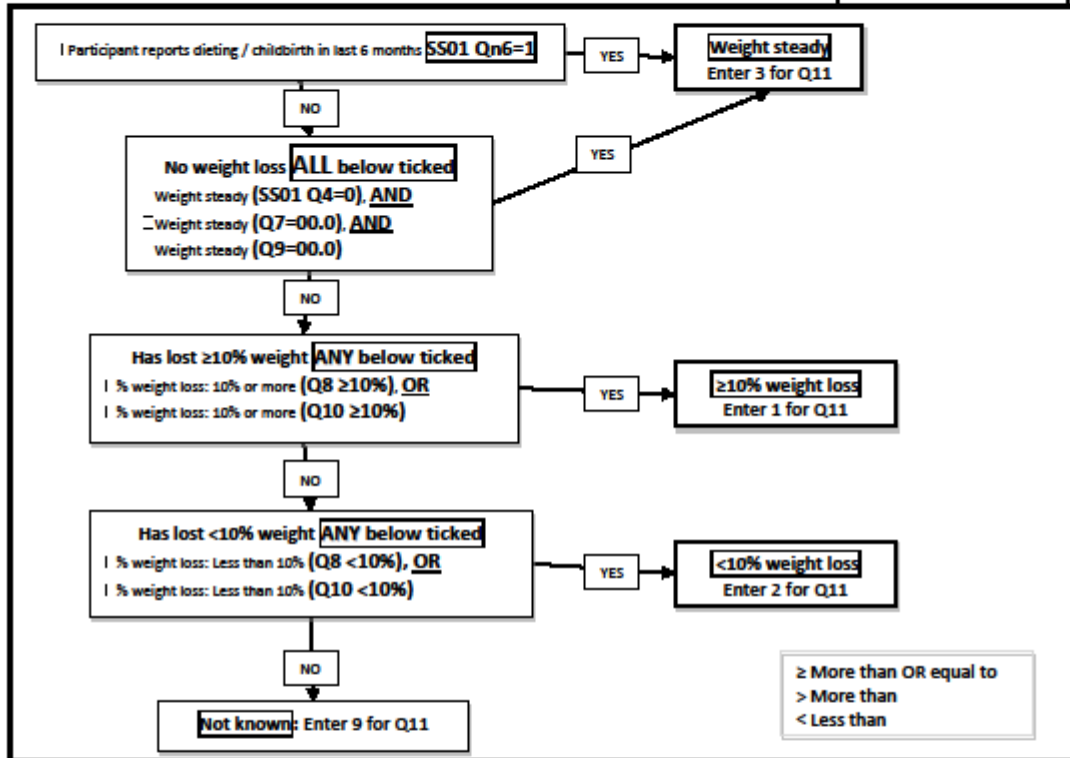 Participant reports dieting / childbirth in last 6 months SS01 Qn6=1
YES
Weight steady
Enter 3 for Q11
NO
No weight loss ALL below ticked
Weight steady (SS01 Q4=0), AND
Weight steady (Q7=00.0), AND
Weight steady (Q9=00.0)
YES
NO
Has lost ≥10% weight ANY below ticked
% weight loss: 10% or more (Q8 ≥10%), OR
% weight loss: 10% or more (Q10 ≥10%)
YES
≥10% weight loss
Enter 1 for Q11
NO
Has lost <10% weight ANY below ticked
% weight loss: Less than 10% (Q8 <10%), OR
% weight loss: Less than 10% (Q10 <10%)
YES
<10% weight loss
Enter 2 for Q11
NO
Not known: Enter 9 for Q11
≥ More than OR equal to
> More than
< Less than